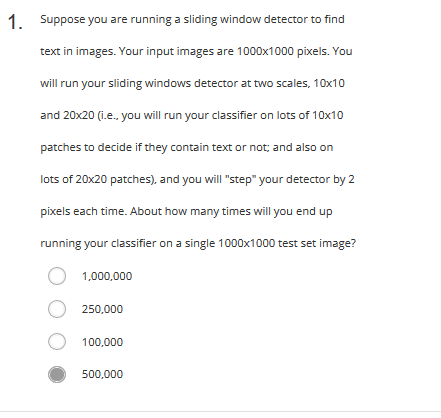 1. Suppose you are running a sliding window detector to find
text in images. Your input images are 1000x1000 pixels. You
will run your sliding windows detector at two scales, 10x10
and 20x20 (i.e., you will run your classifier on lots of 10x10
patches to decide if they contain text or not; and also on
lots of 20x20 patches), and you will "step" your detector by 2
pixels each time. About how many times will you end up
running your classifier on a single 1000x1000 test set image?
1,000,000
250,000
100,000
500,000